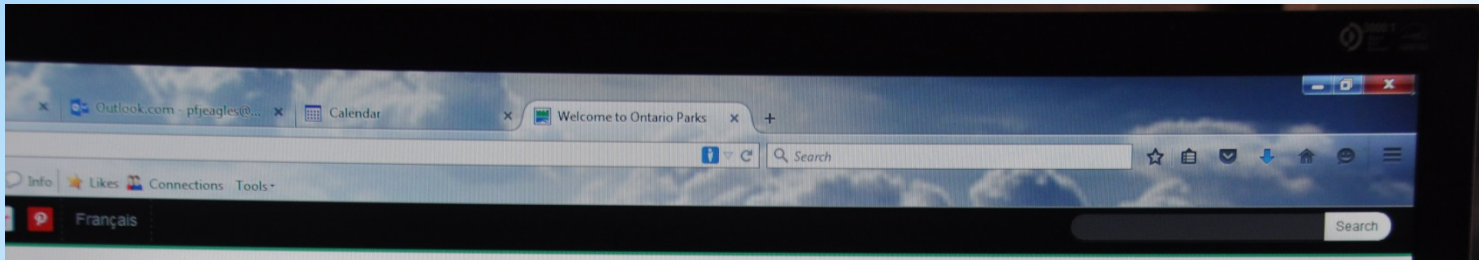 Outlook.com - pfjeagles@... Calendar Welcome to Ontario Parks
Search
Info Likes Connections Tools
Français Search